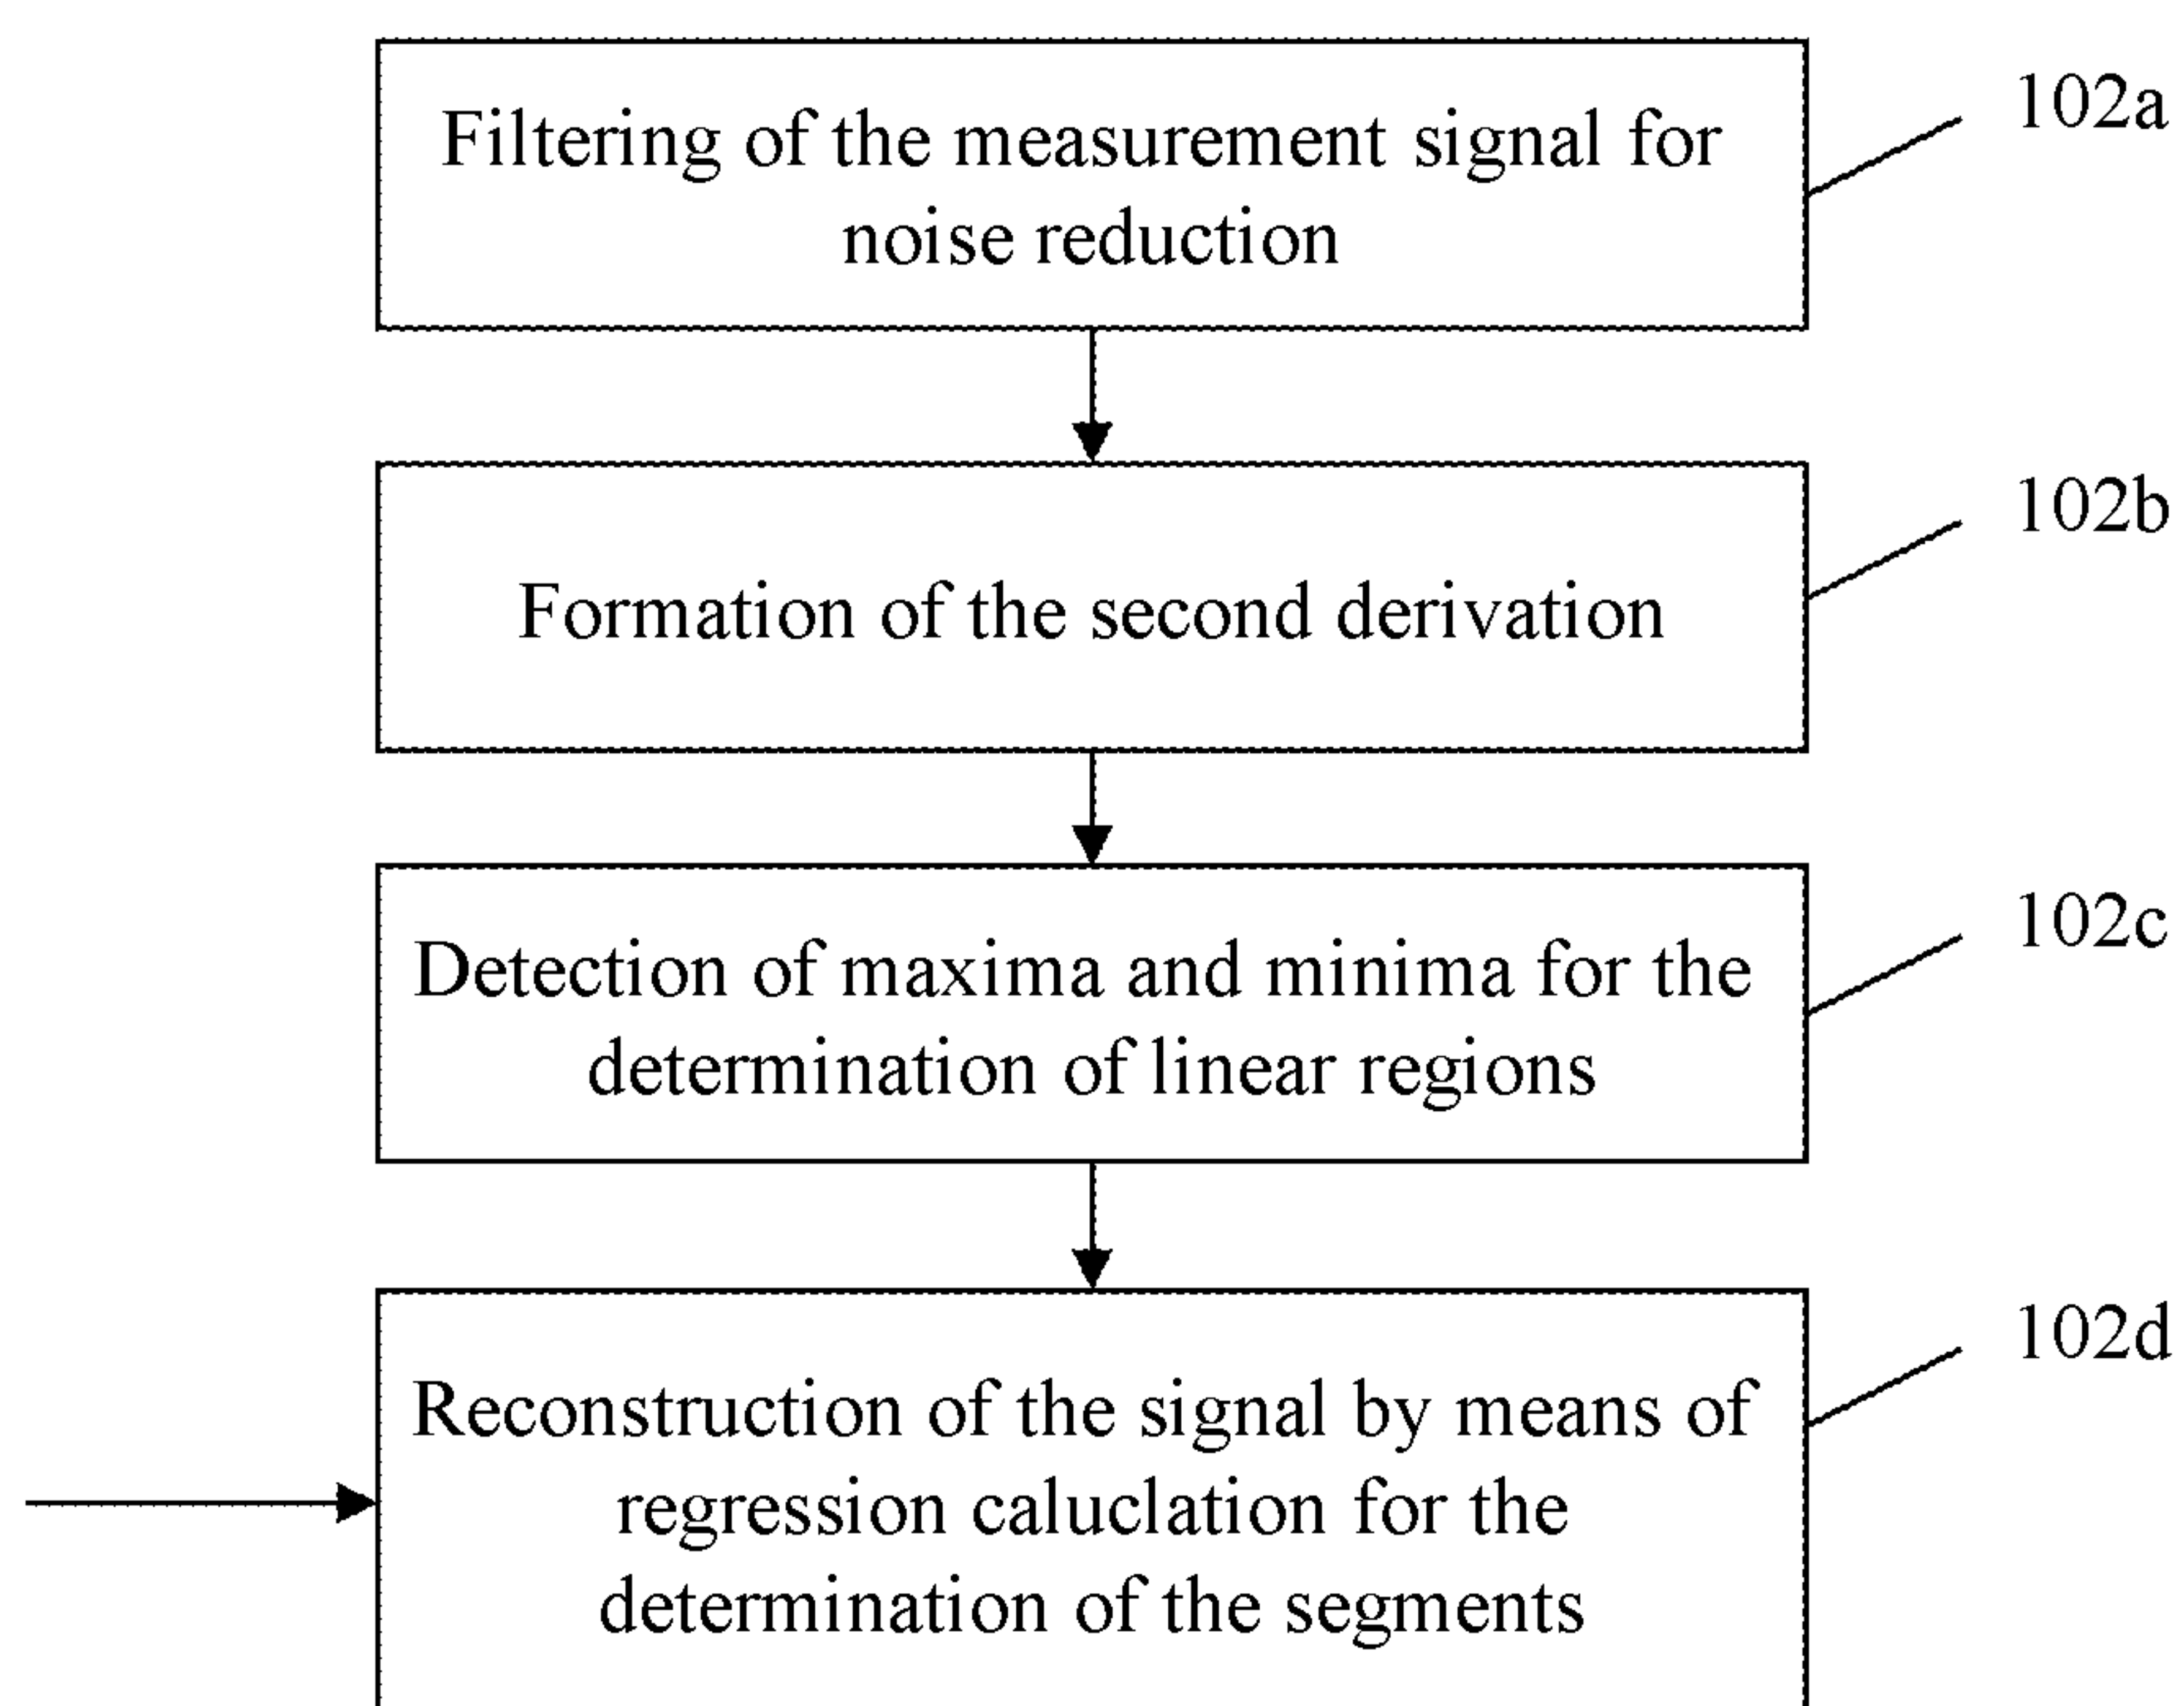 Filtering of the measurement signal for
noise reduction
102a
Formation of the second derivation
102b
Detection of maxima and minima for the
determination of linear regions
102c
Reconstruction of the signal by means of
regression caluclation for the
determination of the segments
102d